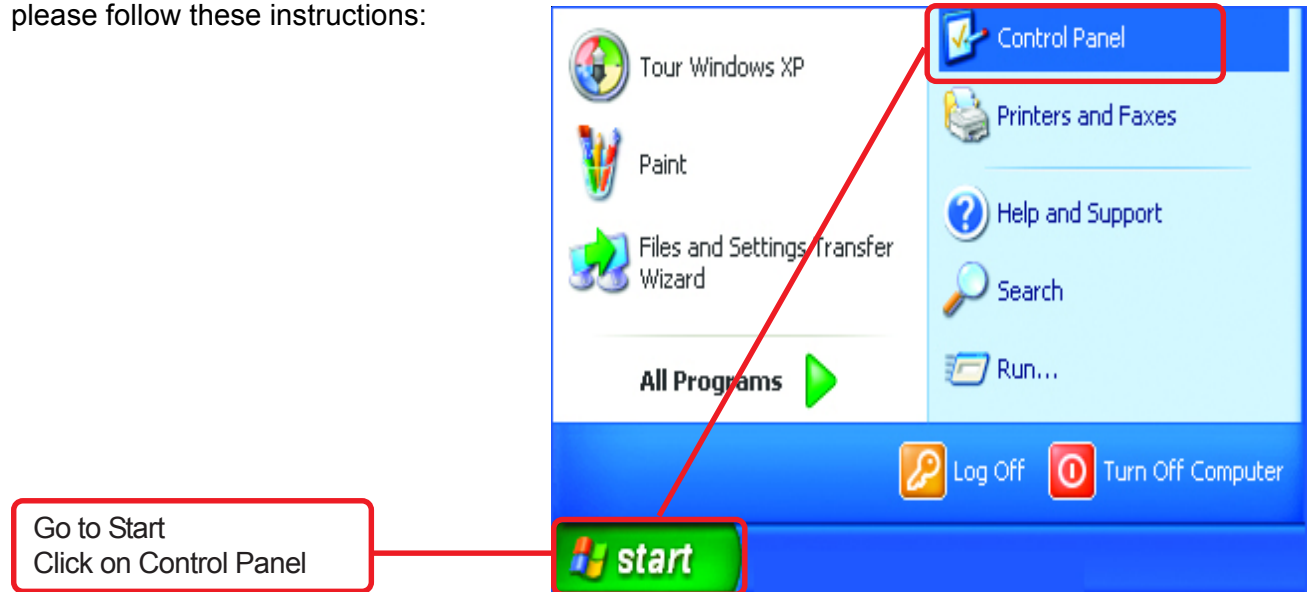 please follow these instructions:
Tour Windows XP
Paint
Files and Settings Transfer
Wizard
All Programs
Control Panel
Printers and Faxes
Help and Support
Search
Run...
Log Off
Turn Off Computer
Go to Start
Click on Control Panel
start